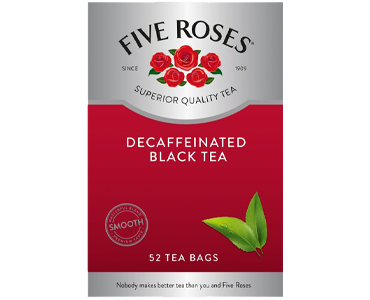 FIVE ROSES®
SINCE 1909
SUPERIOR QUALITY TEA
DECAFFEINATED
BLACK TEA
SMOOTH
52 TEA BAGS
Nobody makes better tea than you and Five Roses